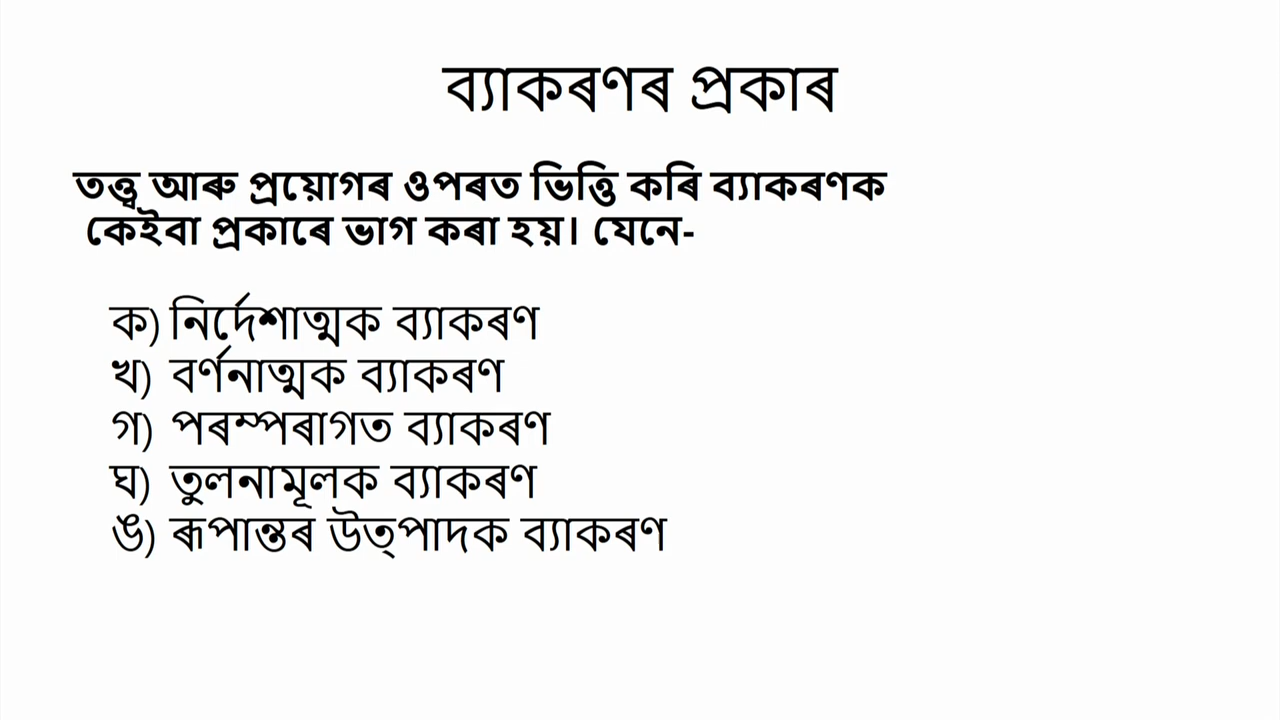 ব্যাকৰণৰ প্ৰকাৰ
তত্ত্ব আৰু প্ৰয়োগৰ ওপৰত ভিত্তি কৰি ব্যাকৰণক
কেইবা প্ৰকাৰে ভাগ কৰা হয়। যেনে-
ক) নিৰ্দেশাত্মক ব্যাকৰণ
খ) বৰ্ণনাত্মক ব্যাকৰণ
গ) পৰম্পৰাগত ব্যাকৰণ
ঘ) তুলনামূলক ব্যাকৰণ
ঙ) ৰূপান্তৰ উত্পাদক ব্যাকৰণ